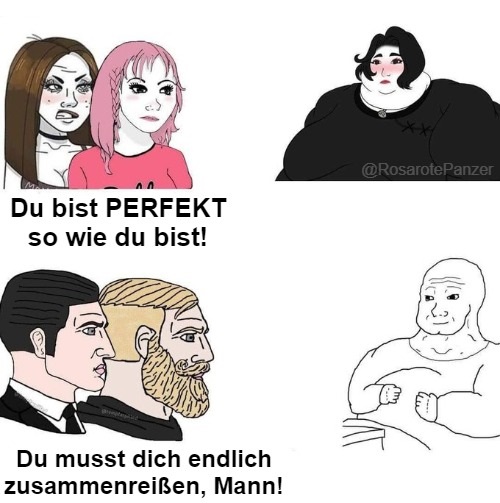 @RosarotePanzer
Du bist PERFEKT
so wie du bist!
Du musst dich endlich
zusammenreißen, Mann!